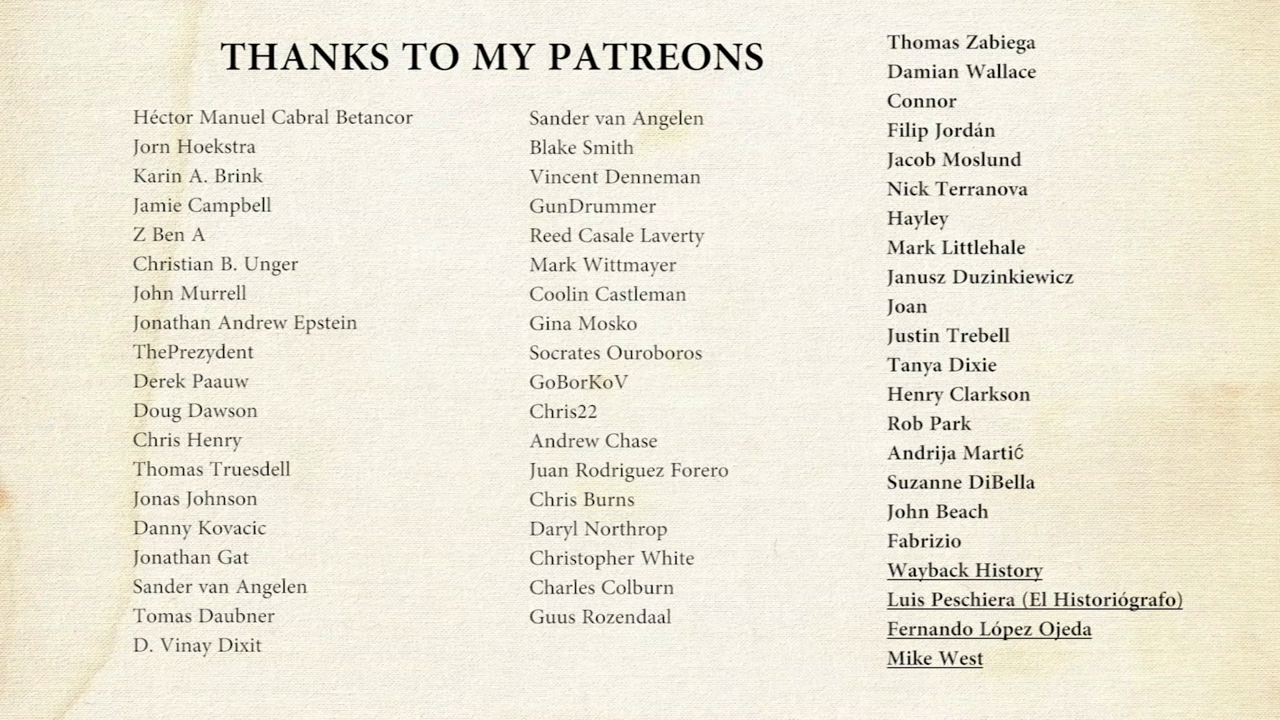 THANKS TO MY PATREONS
Héctor Manuel Cabral Betancor
Jorn Hoekstra
Karin A. Brink
Jamie Campbell
Z Ben A
Christian B. Unger
John Murrell
Jonathan Andrew Epstein
ThePrezydent
Derek Paauw
Doug Dawson
Chris Henry
Thomas Truesdell
Jonas Johnson
Danny Kovacic
Jonathan Gat
Sander van Angelen
Tomas Daubner
D. Vinay Dixit
Sander van Angelen
Blake Smith
Vincent Denneman
GunDrummer
Reed Casale Laverty
Mark Wittmayer
Coolin Castleman
Gina Mosko
Socrates Ouroboros
GoBorKoV
Chris22
Andrew Chase
Juan Rodriguez Forero
Chris Burns
Daryl Northrop
Christopher White
Charles Colburn
Guus Rozendaal
Thomas Zabiega
Damian Wallace
Connor
Filip Jordán
Jacob Moslund
Nick Terranova
Hayley
Mark Littlehale
Janusz Duzinkiewicz
Joan
Justin Trebell
Tanya Dixie
Henry Clarkson
Rob Park
Andrija Martić
Suzanne DiBella
John Beach
Fabrizio
Wayback History
Luis Peschiera (El Historiógrafo)
Fernando López Ojeda
Mike West